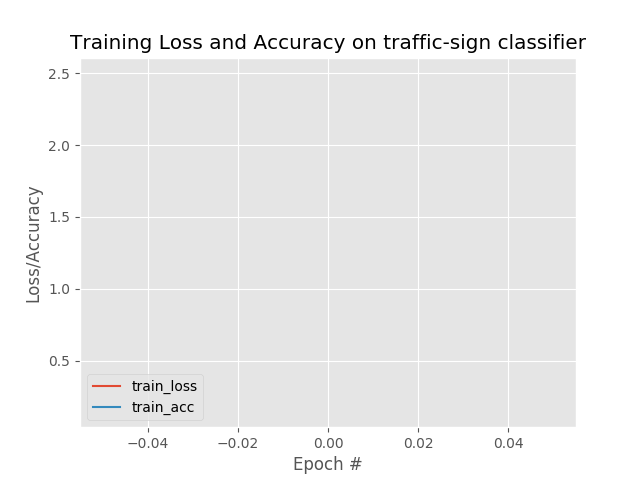 Training Loss and Accuracy on traffic-sign classifier
2.5
2.0
1.5
1.0
0.5
Loss/Accuracy
train_loss
train_acc
−0.04
−0.02
0.00
0.02
0.04
Epoch #